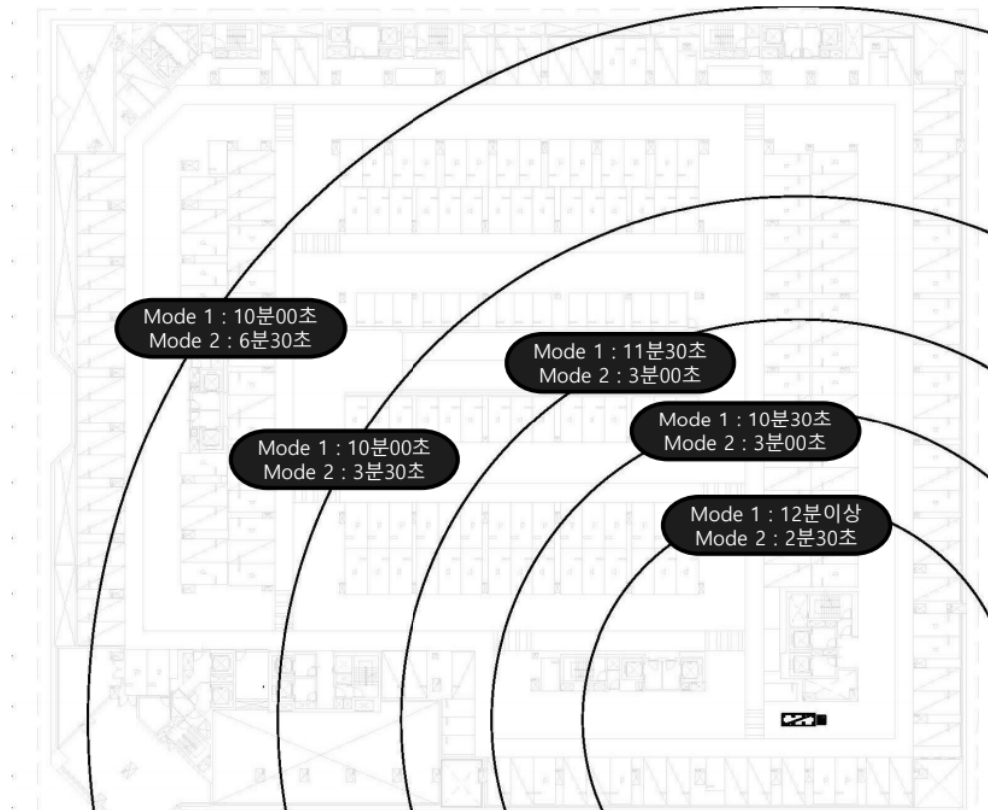 Mode 1 : 10분00초
Mode 2 : 6분30초
Mode 1 : 11분30초
Mode 2 : 3분00초
Mode 1 : 10분30초
Mode 2 : 3분00초
Mode 1 : 10분00초
Mode 2 : 3분30초
Mode 1 : 12분이상
Mode 2 : 2분30초